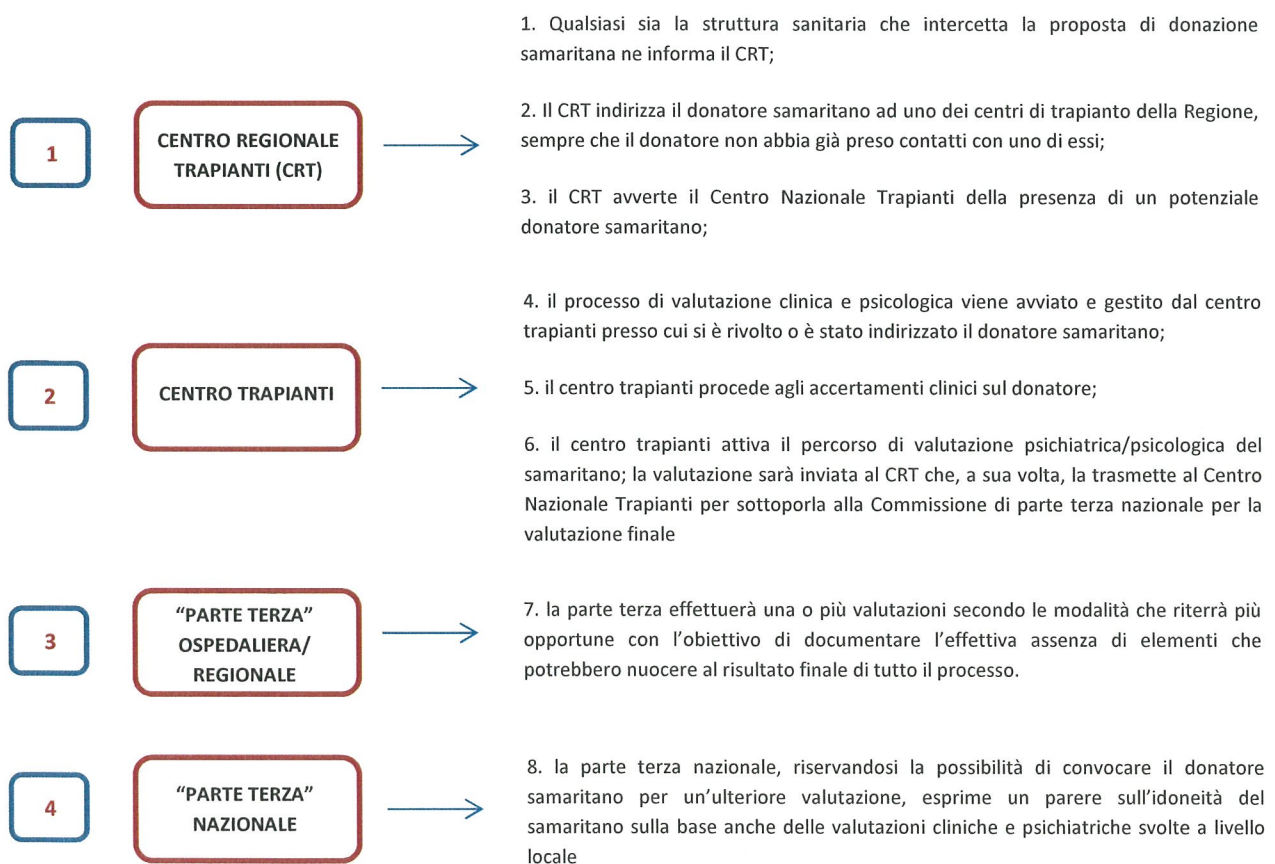 1. Qualsiasi sia la struttura sanitaria che intercetta la proposta di donazione
samaritana ne informa il CRT;
2. Il CRT indirizza il donatore samaritano ad uno dei centri di trapianto della Regione,
sempre che il donatore non abbia già preso contatti con uno di essi;
3. il CRT avverte il Centro Nazionale Trapianti della presenza di un potenziale
donatore samaritano;
1
CENTRO REGIONALE
TRAPIANTI (CRT)
4. il processo di valutazione clinica e psicologica viene avviato e gestito dal centro
trapianti presso cui si è rivolto o è stato indirizzato il donatore samaritano;
5. il centro trapianti procede agli accertamenti clinici sul donatore;
6. il centro trapianti attiva il percorso di valutazione psichiatrica/psicologica del
samaritano; la valutazione sarà inviata al CRT che, a sua volta, la trasmette al Centro
Nazionale Trapianti per sottoporla alla Commissione di parte terza nazionale per la
valutazione finale
2
CENTRO TRAPIANTI
3
“PARTE TERZA”
OSPEDALIERA/
REGIONALE
7. la parte terza effettuerà una o più valutazioni secondo le modalità che riterrà più
opportune con l’obiettivo di documentare l’effettiva assenza di elementi che
potrebbero nuocere al risultato finale di tutto il processo.
4
“PARTE TERZA”
NAZIONALE
8. la parte terza nazionale, riservandosi la possibilità di convocare il donatore
samaritano per un’ulteriore valutazione, esprime un parere sull’idoneità del
samaritano sulla base anche delle valutazioni cliniche e psichiatriche svolte a livello
locale